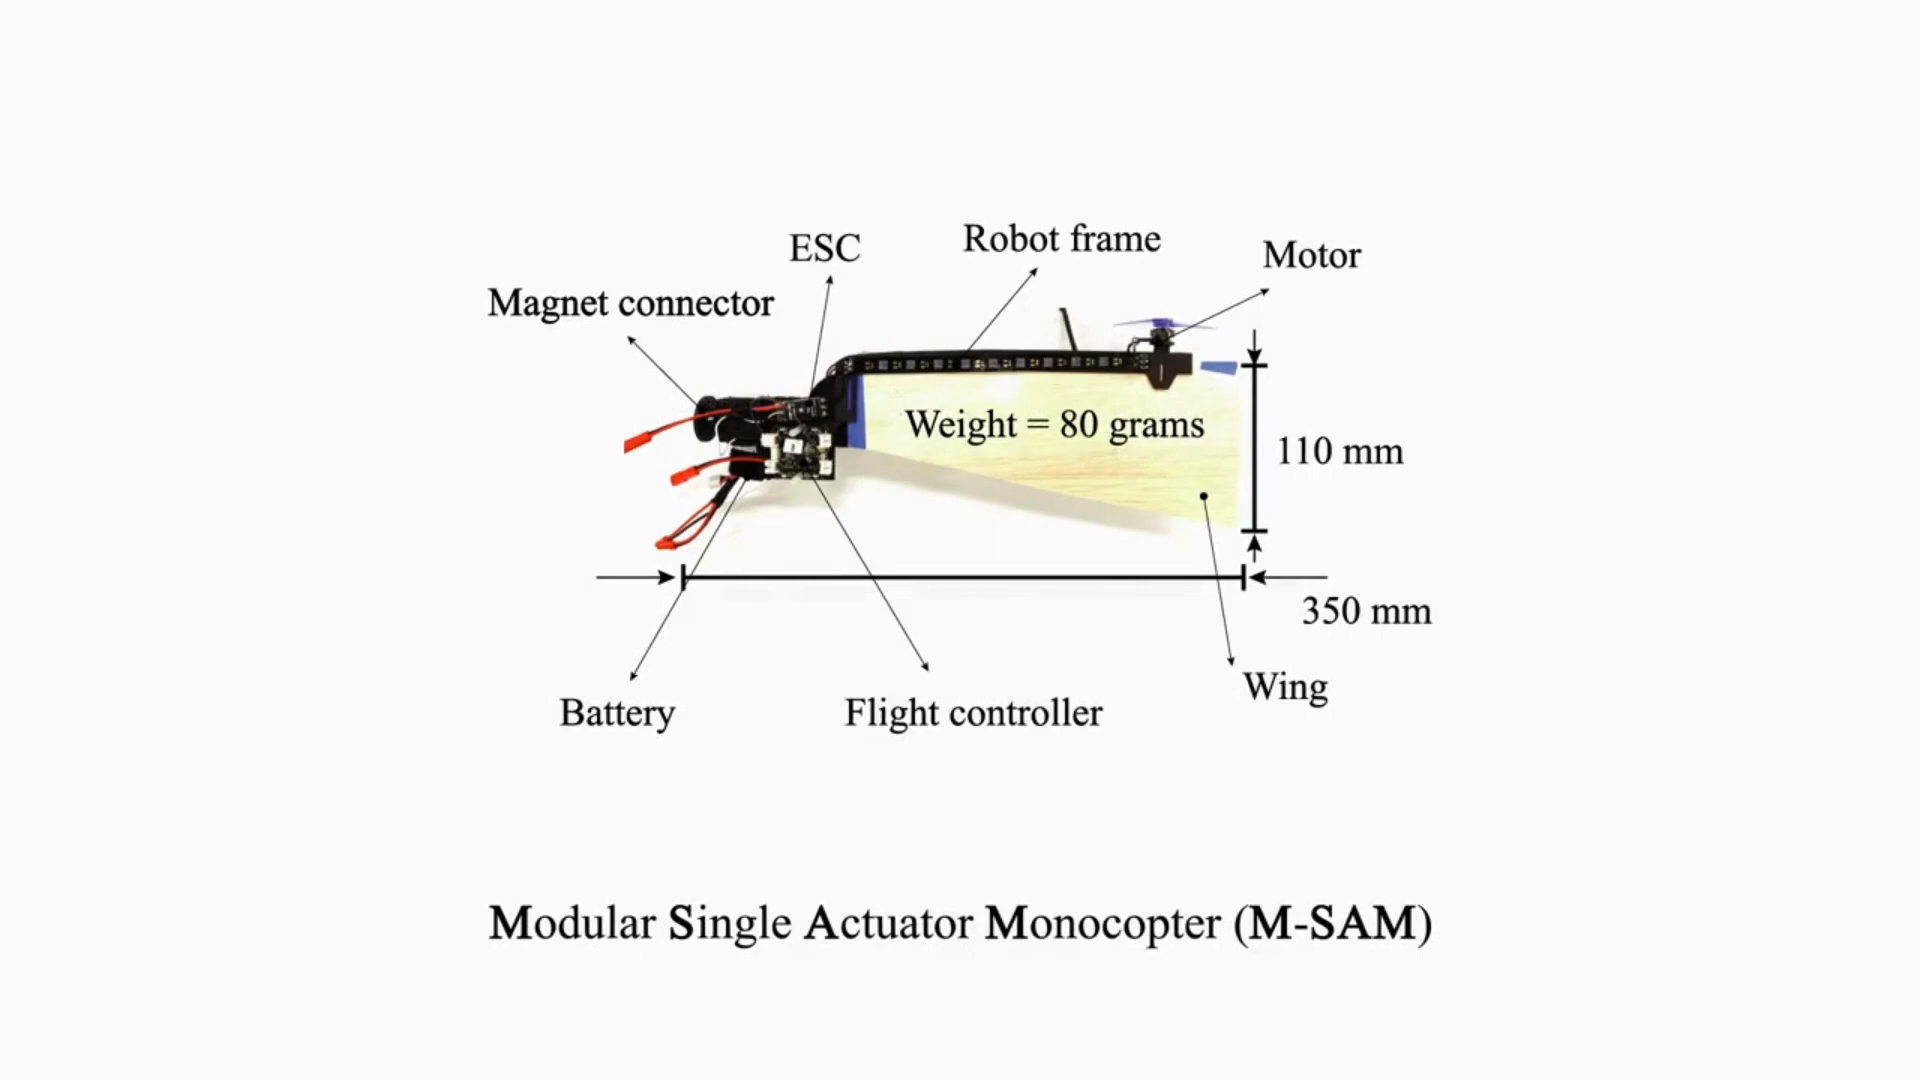 ESC
Robot frame
Motor
Magnet connector
Weight = 80 grams
110 mm
350 mm
Wing
Battery
Flight controller
Modular Single Actuator Monocopter (M-SAM)